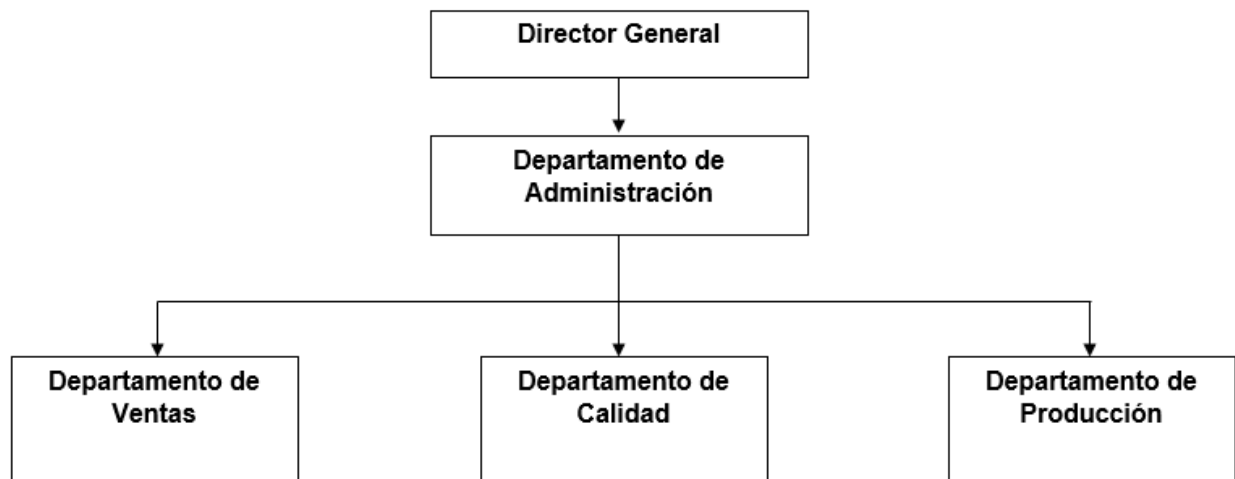 Director General
Departamento de
Administración
Departamento de
Ventas
Departamento de
Calidad
Departamento de
Producción